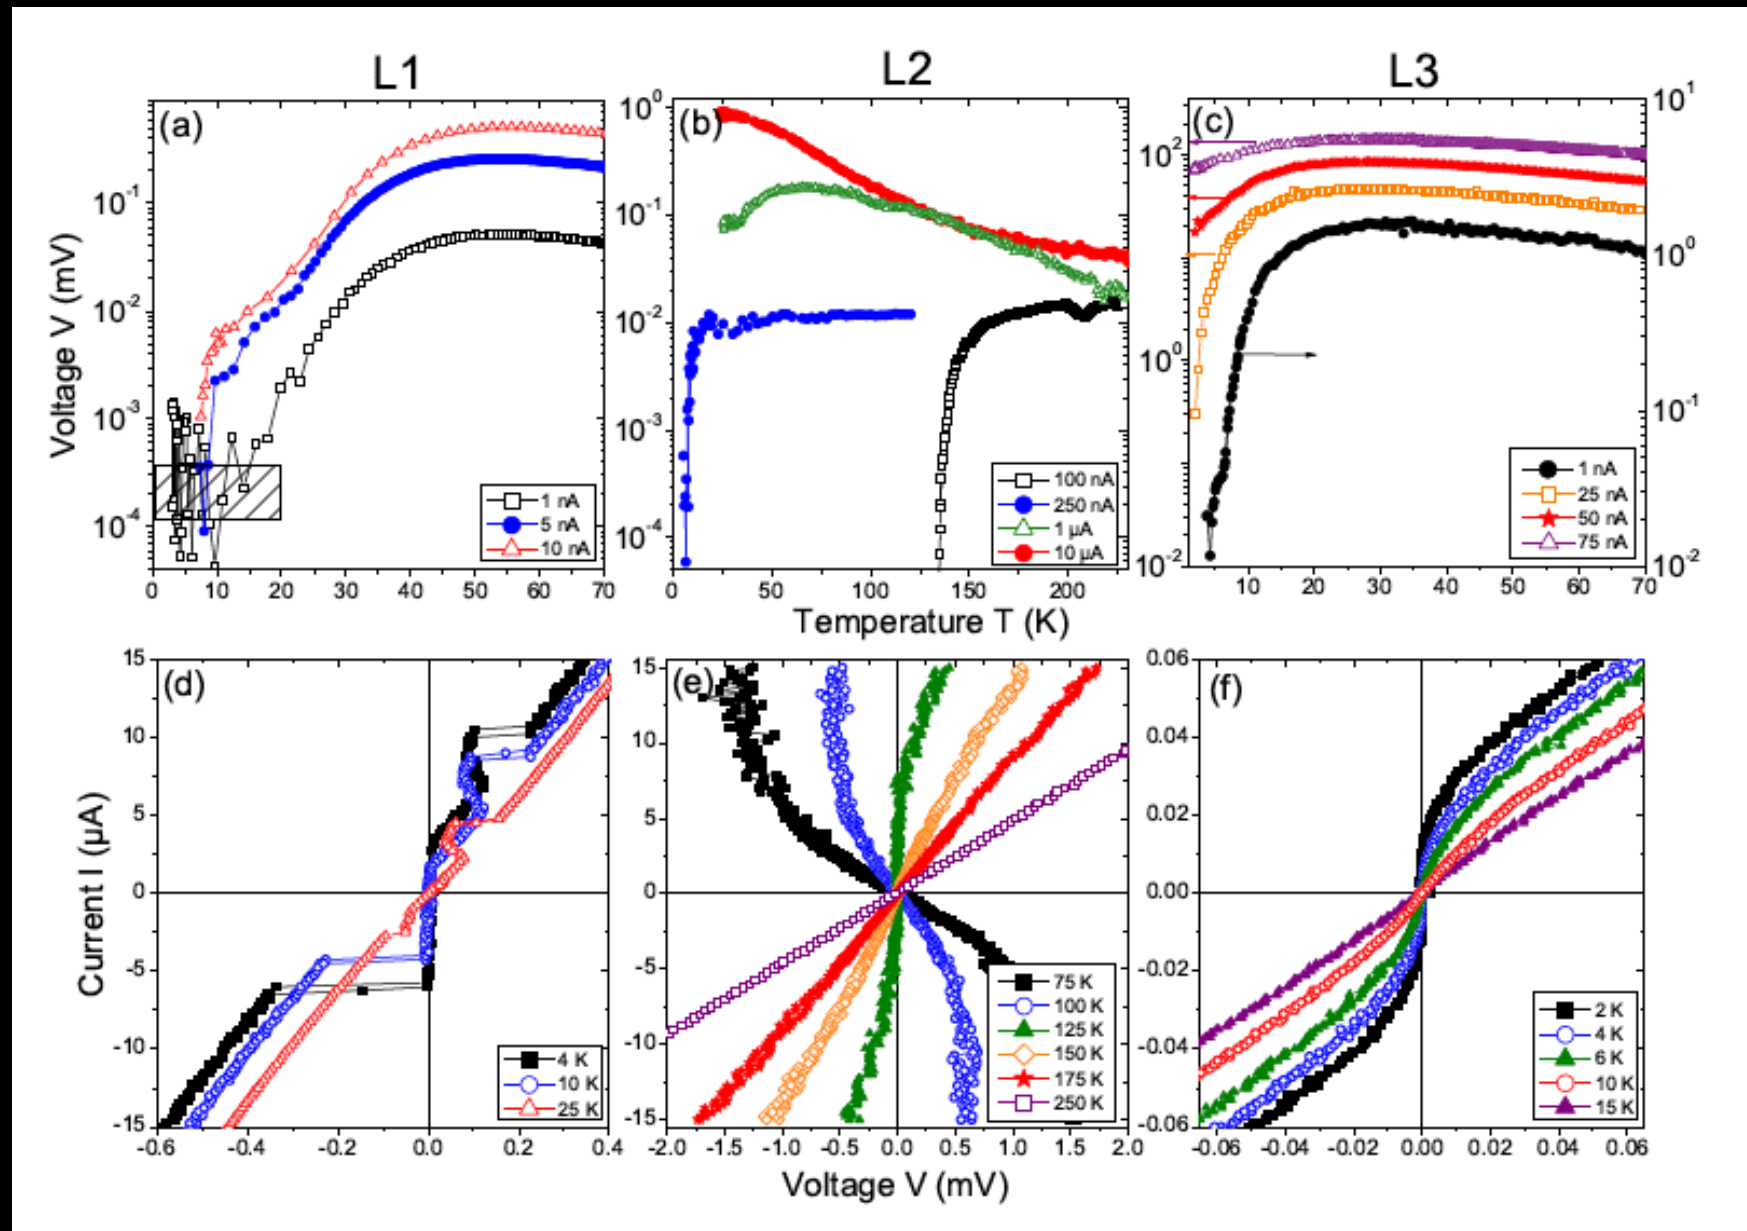 L1
L2
L3
(a)
(b)
(c)
Voltage V (mV)
10^-1
10^-2
10^-3
10^-4
0
10
20
30
40
50
60
70
1 nA
5 nA
10 nA
10^0
10^-1
10^-2
10^-3
10^-4
0
50
100
150
200
100 nA
250 nA
1 µA
10 µA
10^2
10^0
10^-2
10^1
10^0
10^-1
10^-2
10
20
30
40
50
60
70
1 nA
25 nA
50 nA
75 nA
Temperature T (K)
(d)
(e)
(f)
Current I (µA)
15
10
5
0
-5
-10
-15
-0.6
-0.4
-0.2
0.0
0.2
0.4
4 K
10 K
25 K
15
10
5
0
-5
-10
-15
-2.0
-1.5
-1.0
-0.5
0.0
0.5
1.0
1.5
2.0
75 K
100 K
125 K
150 K
175 K
250 K
0.06
0.04
0.02
0.00
-0.02
-0.04
-0.06
-0.06
-0.04
-0.02
0.00
0.02
0.04
0.06
2 K
4 K
6 K
10 K
15 K
Voltage V (mV)